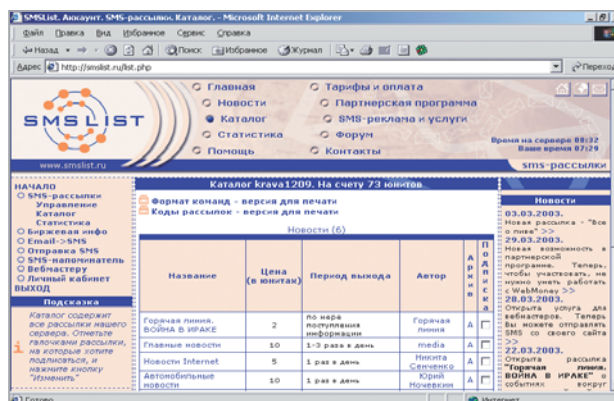 SMSList. Аккаунт. SMS-рассылки. Каталог. - Microsoft Internet Explorer
Файл Правка Вид Избранное Сервис Справка
Назад Поиск Избранное Журнал
Адрес http://smslist.ru/list.php Переход
SMSLIST
www.smslist.ru
Главная
Новости
Каталог
Статистика
Помощь
Тарифы и оплата
Партнерская программа
SMS-реклама и услуги
Форум
Контакты
Время на сервере 08:32
Ваше время 07:29
sms-рассылки
НАЧАЛО
SMS-рассылки
Управление
Каталог
Статистика
Биржевая инфо
Email->SMS
Отправка SMS
SMS-напоминатель
Вебмастеру
Личный кабинет
ВЫХОД
Подсказка
Каталог содержит
все рассылки нашего
сервера. Отметьте
галочками рассылки,
на которые хотите
подписаться, и
нажмите кнопку
"Изменить"
Каталог krava1209. На счету 73 юнитов
Формат команд - версия для печати
Коды рассылок - версия для печати
Новости (6)
Название Цена (в юнитах) Период выхода Автор Архив Подписка
Горячая линия. ВОЙНА В ИРАКЕ 2 по мере поступления информации Горячая линия А
Главные новости 10 1-3 раза в день media А
Новости Internet 5 1 раз в день Никита Сенченко А
Автомобильные новости 10 1 раз в день Юрий Ночевкин А
Новости
03.03.2003.
Новая рассылка - "Все
о пиве" >>
29.03.2003.
Новая возможность в
партнерской
программе. Теперь,
чтобы участвовать, не
нужно уметь работать
с WebMoney >>
28.03.2003.
Открыта услуга для
вебмастеров. Теперь
Вы можете отправлять
SMS со своего сайта
>>
22.03.2003.
Открыта рассылка
"Горячая линия.
ВОЙНА В ИРАКЕ" о
событиях вокруг
Готово Интернет